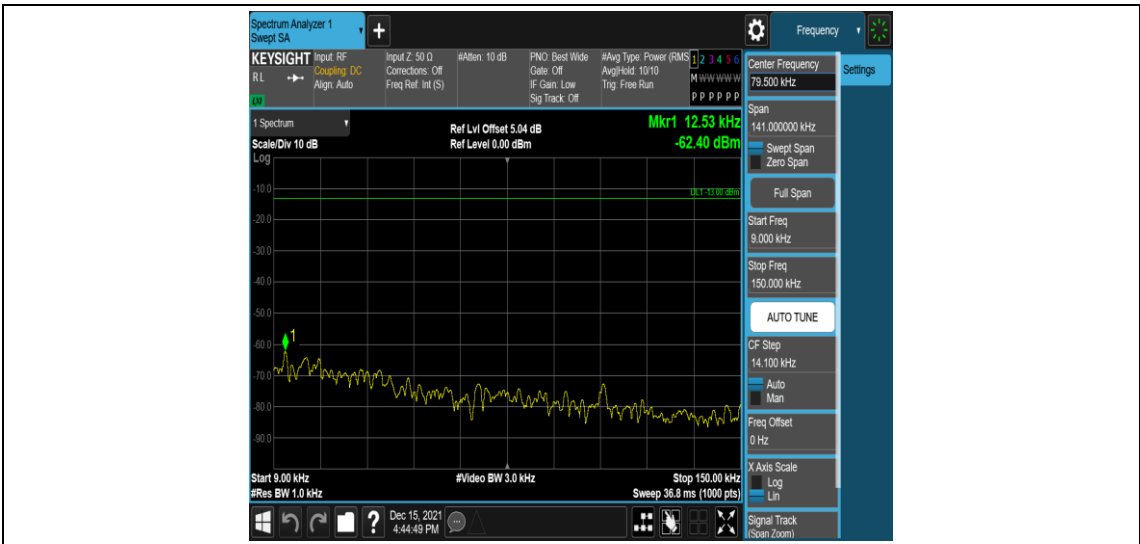 Spectrum Analyzer 1
Swept SA
+
Frequency
KEYSIGHT
RL
LXI
Input: RF
Coupling: DC
Align: Auto
Input Z: 50 Ω
Corrections: Off
Freq Ref: Int (S)
#Atten: 10 dB
PNO: Best Wide
Gate: Off
IF Gain: Low
Sig Track: Off
#Avg Type: Power (RMS
Avg|Hold: 10/10
Trig: Free Run
1 2 3 4 5 6
M W W W W W
P P P P P P
1 Spectrum
Scale/Div 10 dB
Log
Ref Lvl Offset 5.04 dB
Ref Level 0.00 dBm
Mkr1 12.53 kHz
-62.40 dBm
DL1 -13.00 dBm
-10.0
-20.0
-30.0
-40.0
-50.0
-60.0
-70.0
-80.0
-90.0
1
Start 9.00 kHz
#Res BW 1.0 kHz
#Video BW 3.0 kHz
Stop 150.00 kHz
Sweep 36.8 ms (1000 pts)
?
Dec 15, 2021
4:44:49 PM
Center Frequency
79.500 kHz
Settings
Span
141.000000 kHz
Swept Span
Zero Span
Full Span
Start Freq
9.000 kHz
Stop Freq
150.000 kHz
AUTO TUNE
CF Step
14.100 kHz
Auto
Man
Freq Offset
0 Hz
X Axis Scale
Log
Lin
Signal Track
(Span Zoom)